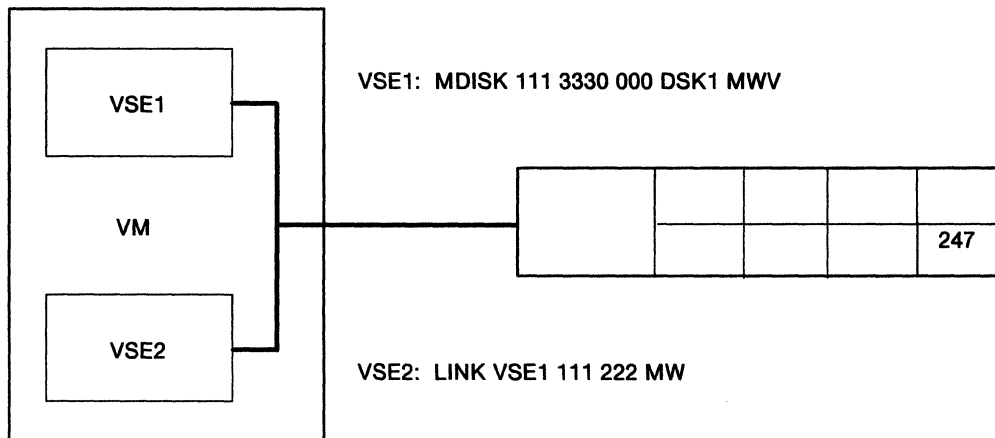 VSE1
VSE1: MDISK 111 3330 000 DSK1 MWV
VM
247
VSE2
VSE2: LINK VSE1 111 222 MW